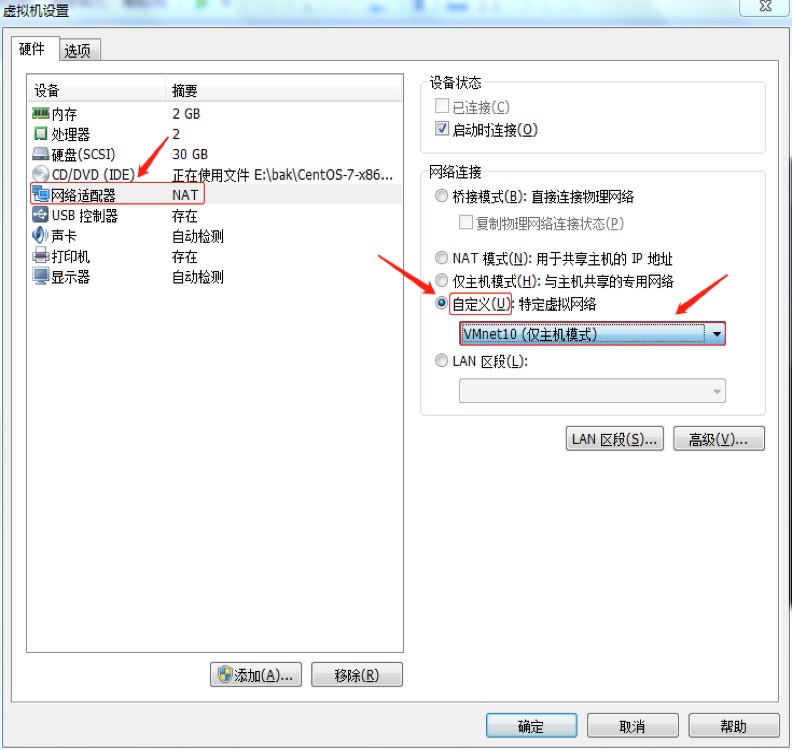 虚拟机设置
硬件 选项
设备 摘要
内存 2 GB
处理器 2
硬盘(SCSI) 30 GB
CD/DVD (IDE) 正在使用文件 E:\bak\CentOS-7-x86...
网络适配器 NAT
USB 控制器 存在
声卡 自动检测
打印机 存在
显示器 自动检测
添加(A)... 移除(R)
设备状态
已连接(C)
启动时连接(O)
网络连接
桥接模式(B): 直接连接物理网络
复制物理网络连接状态(P)
NAT 模式(N): 用于共享主机的 IP 地址
仅主机模式(H): 与主机共享的专用网络
自定义(U): 特定虚拟网络
VMnet10 (仅主机模式)
LAN 区段(L):
LAN 区段(S)... 高级(V)...
确定 取消 帮助